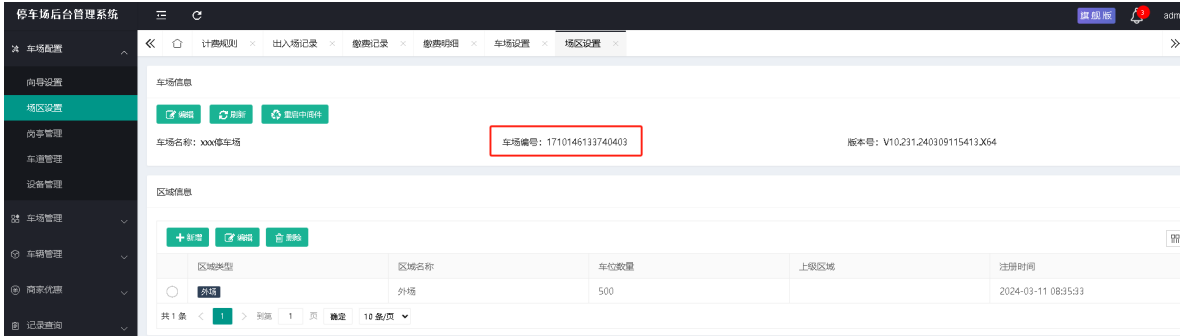 停车场后台管理系统
旗舰版 3 adm
车场配置
计费规则 × 出入场记录 × 缴费记录 × 缴费明细 × 车场设置 × 场区设置 ×
向导设置
场区设置
岗亭管理
车道管理
设备管理
车场管理
车辆管理
商家优惠
记录查询
车场信息
编辑 刷新 重启中间件
车场名称: xxx停车场 车场编号: 1710146133740403 版本号: V10.231.240309115413.X64
区域信息
新增 编辑 删除
区域类型 区域名称 车位数量 上级区域 注册时间
外场 外场 500 2024-03-11 08:35:33
共1条 < 1 > 到第 1 页 确定 10条/页